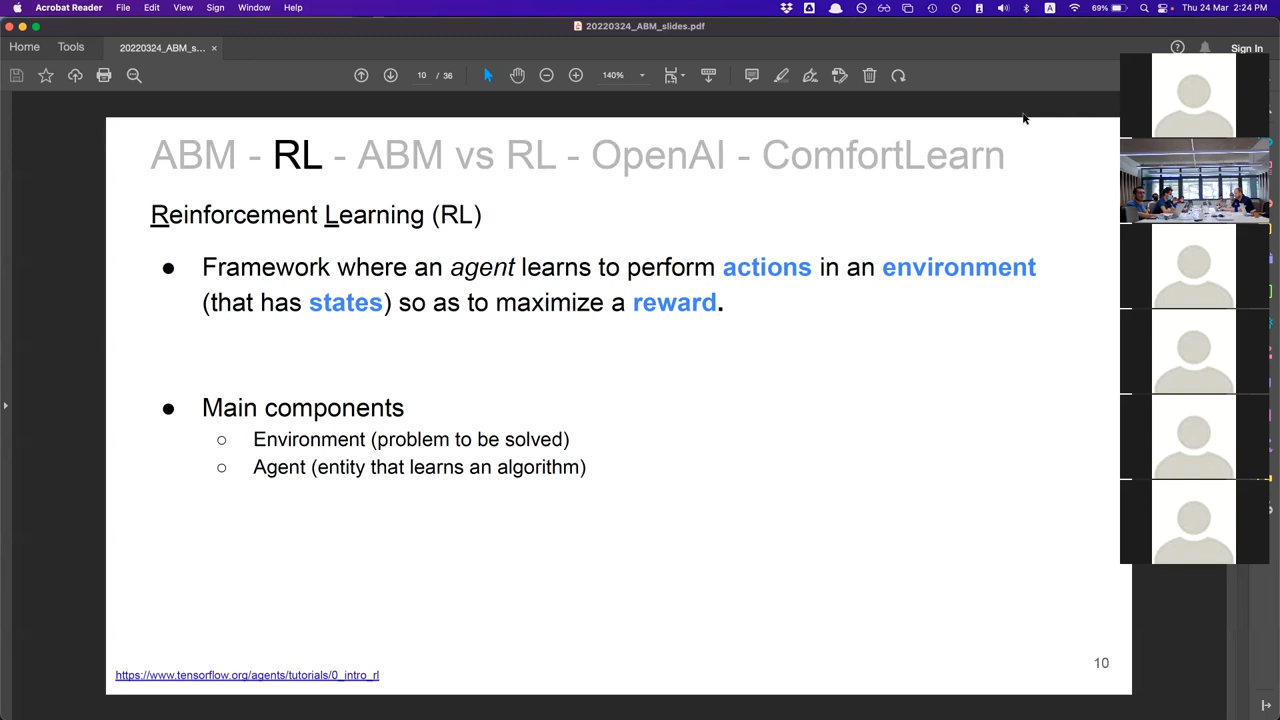 Acrobat Reader File Edit View Sign Window Help 69% Thu 24 Mar 2:24 PM
20220324_ABM_slides.pdf
Home Tools 20220324_ABM_s... × Sign In
10 / 36 140%
ABM - RL - ABM vs RL - OpenAI - ComfortLearn
Reinforcement Learning (RL)
● Framework where an agent learns to perform actions in an environment
(that has states) so as to maximize a reward.
● Main components
○ Environment (problem to be solved)
○ Agent (entity that learns an algorithm)
10
https://www.tensorflow.org/agents/tutorials/0_intro_rl